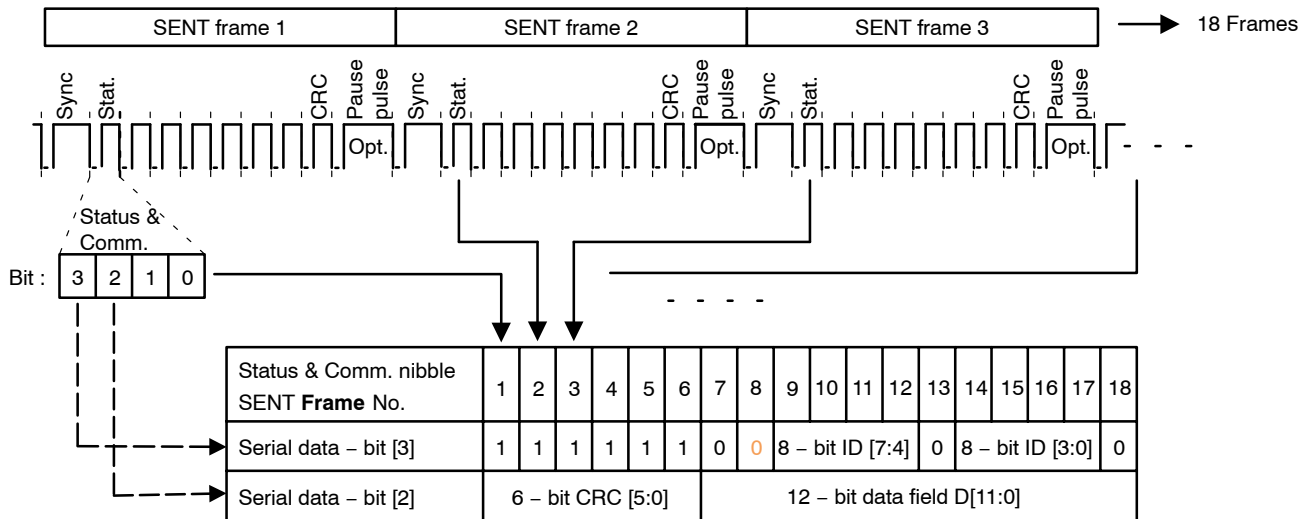 SENT frame 1 SENT frame 2 SENT frame 3 18 Frames
Sync Stat. CRC Pause pulse Sync Stat. CRC Pause pulse Sync Stat. CRC Pause pulse
Opt. Opt. Opt.
Status &
Comm.
Bit : 3 2 1 0
Status & Comm. nibble
SENT Frame No. 1 2 3 4 5 6 7 8 9 10 11 12 13 14 15 16 17 18
Serial data – bit [3] 1 1 1 1 1 1 0 0 8 – bit ID [7:4] 0 8 – bit ID [3:0] 0
Serial data – bit [2] 6 – bit CRC [5:0] 12 – bit data field D[11:0]